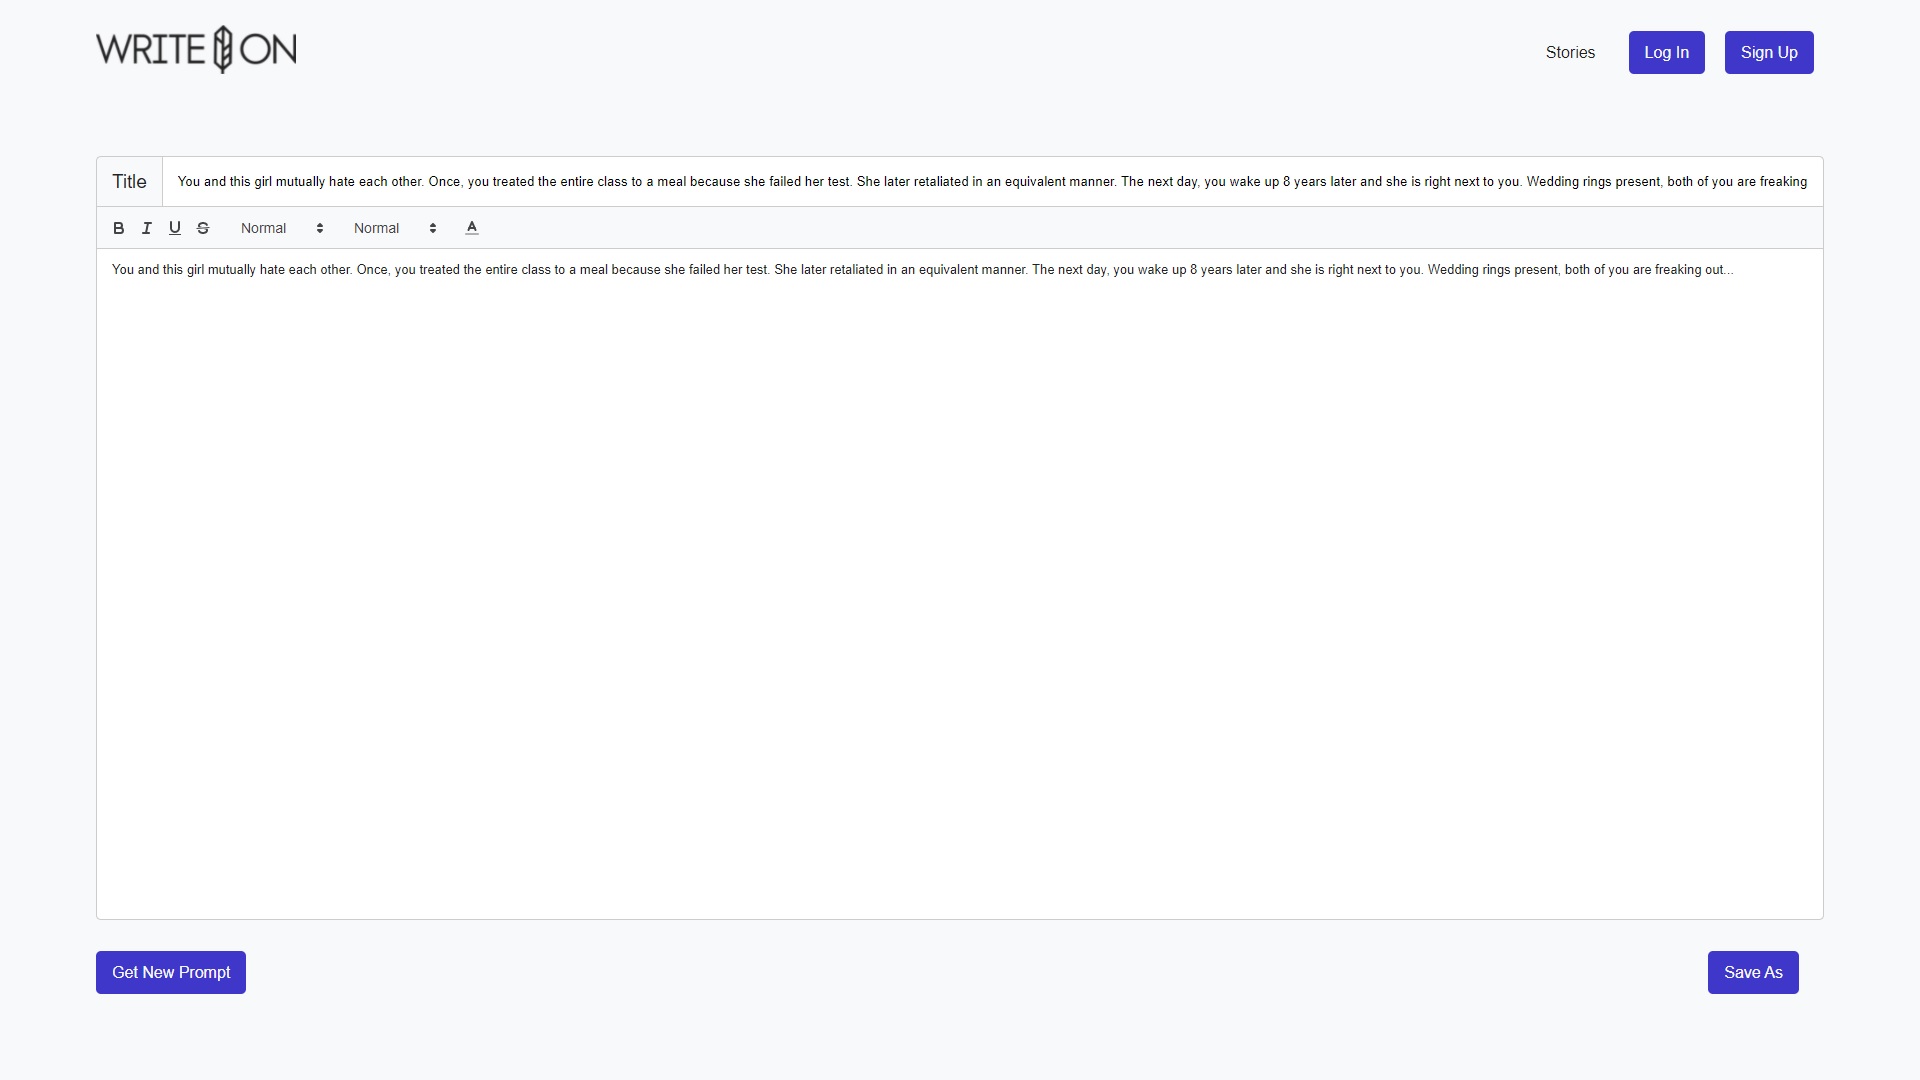 WRITE ON
Stories
Log In
Sign Up
Title
You and this girl mutually hate each other. Once, you treated the entire class to a meal because she failed her test. She later retaliated in an equivalent manner. The next day, you wake up 8 years later and she is right next to you. Wedding rings present, both of you are freaking
B I U S Normal Normal A
You and this girl mutually hate each other. Once, you treated the entire class to a meal because she failed her test. She later retaliated in an equivalent manner. The next day, you wake up 8 years later and she is right next to you. Wedding rings present, both of you are freaking out...
Get New Prompt
Save As